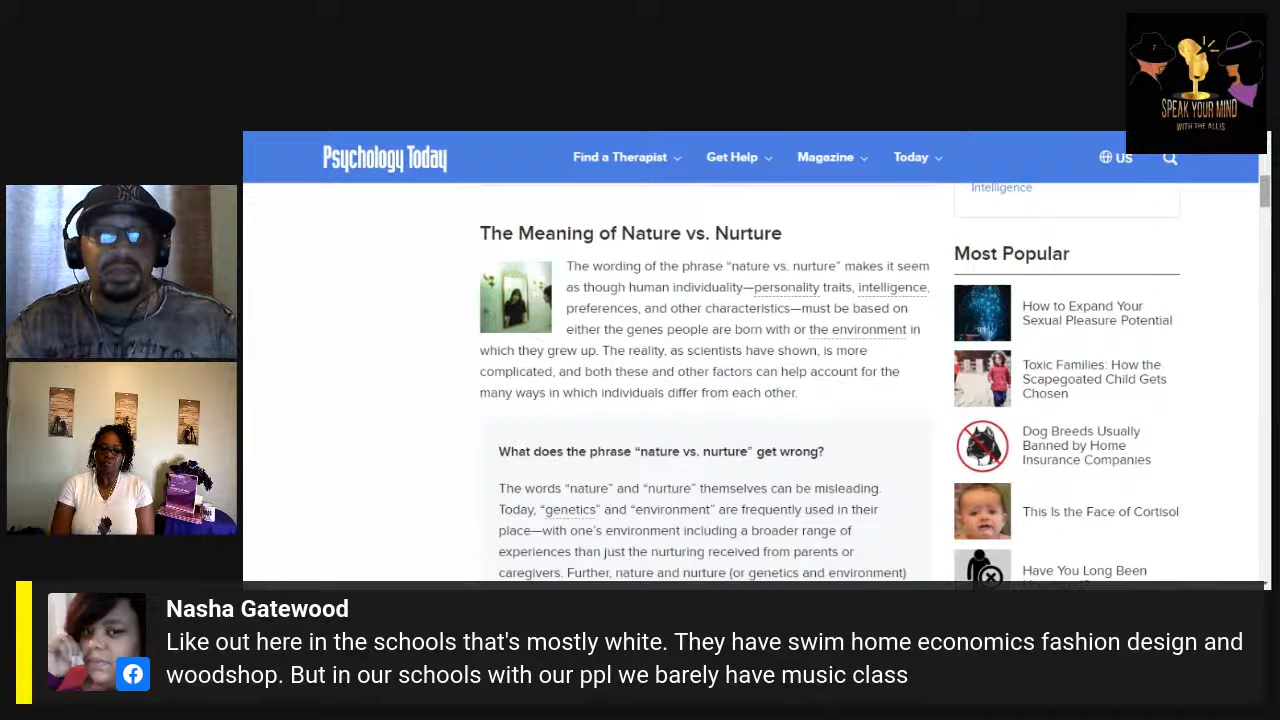 SPEAK YOUR MIND
WITH THE ALLIS
Psychology Today
Find a Therapist
Get Help
Magazine
Today
US
Intelligence
The Meaning of Nature vs. Nurture
The wording of the phrase “nature vs. nurture” makes it seem
as though human individuality—personality traits, intelligence,
preferences, and other characteristics—must be based on
either the genes people are born with or the environment in
which they grew up. The reality, as scientists have shown, is more
complicated, and both these and other factors can help account for the
many ways in which individuals differ from each other.
What does the phrase “nature vs. nurture” get wrong?
The words “nature” and “nurture” themselves can be misleading.
Today, “genetics” and “environment” are frequently used in their
place—with one’s environment including a broader range of
experiences than just the nurturing received from parents or
caregivers. Further, nature and nurture (or genetics and environment)
Most Popular
How to Expand Your
Sexual Pleasure Potential
Toxic Families: How the
Scapegoated Child Gets
Chosen
Dog Breeds Usually
Banned by Home
Insurance Companies
This Is the Face of Cortisol
Have You Long Been
Nasha Gatewood
Like out here in the schools that's mostly white. They have swim home economics fashion design and
woodshop. But in our schools with our ppl we barely have music class